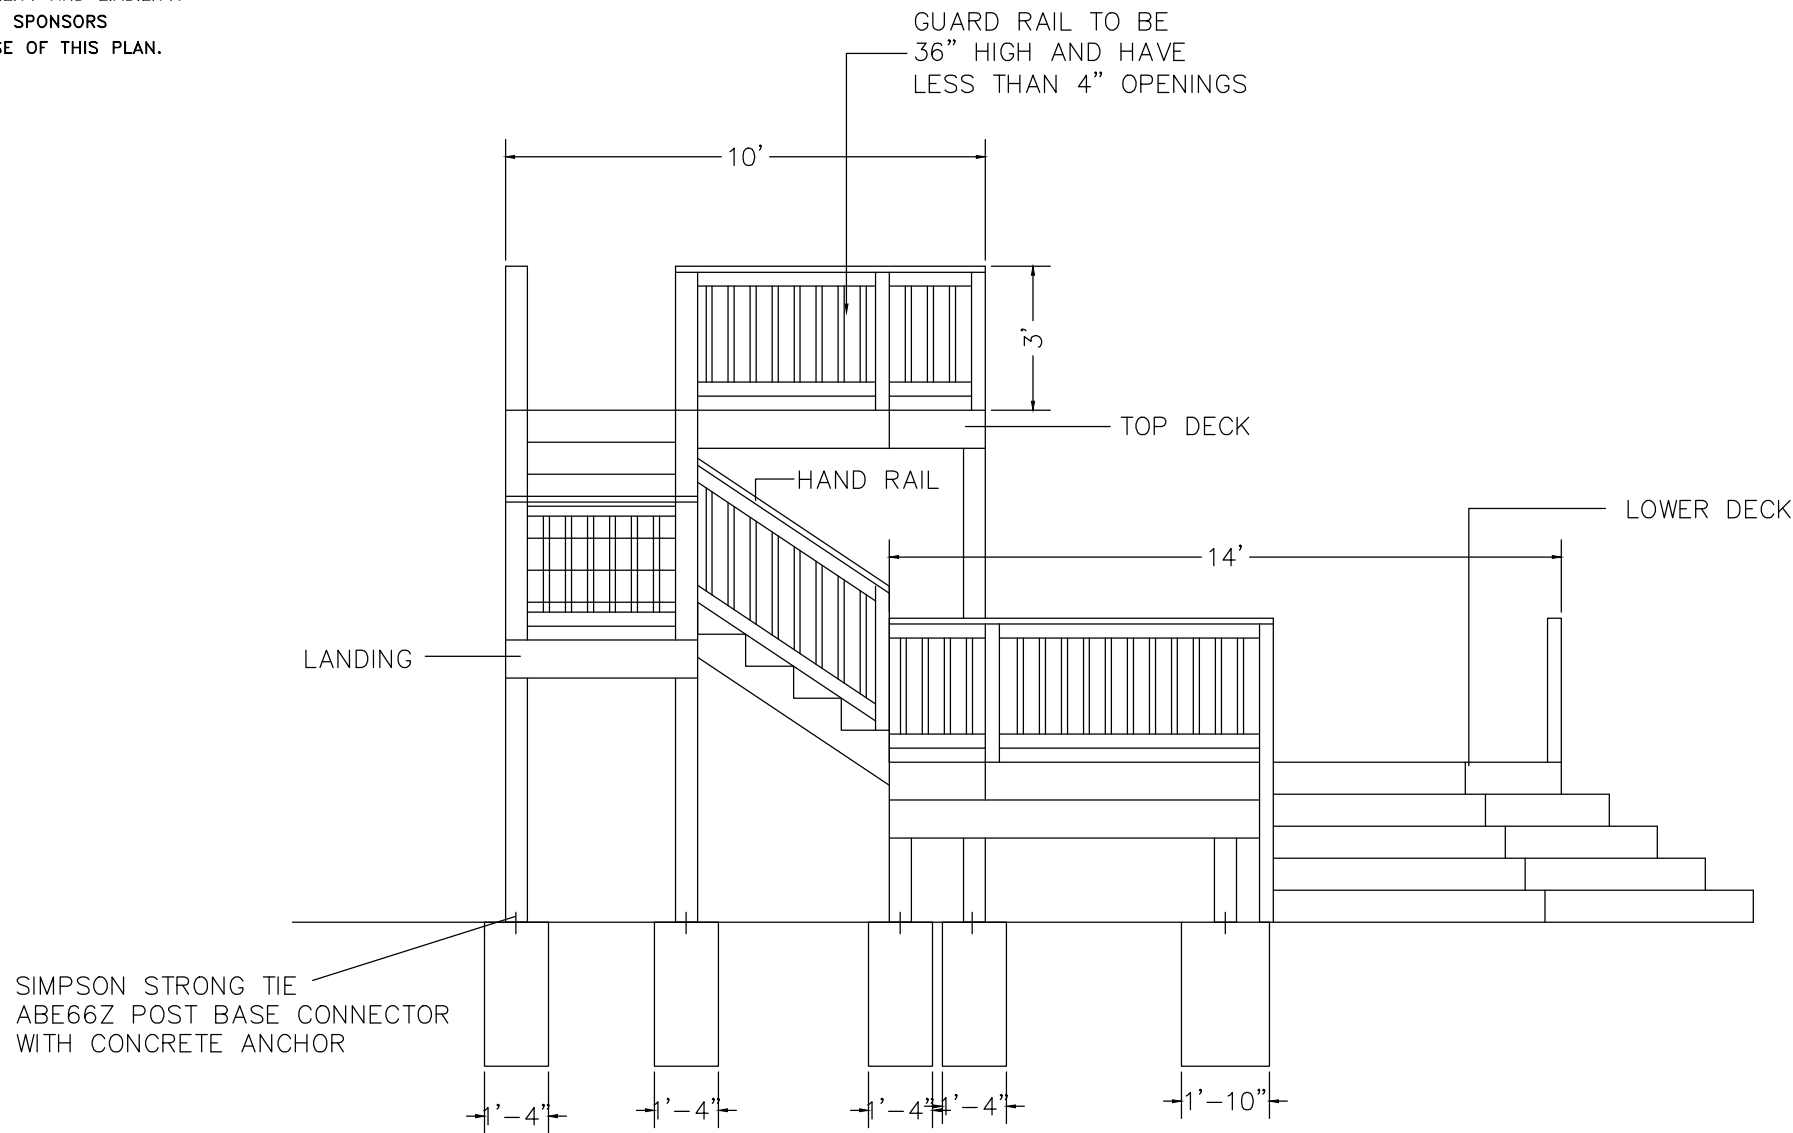 SPONSORS
OF THIS PLAN.
GUARD RAIL TO BE
36” HIGH AND HAVE
LESS THAN 4” OPENINGS
10’
3’
TOP DECK
HAND RAIL
LOWER DECK
14’
LANDING
SIMPSON STRONG TIE
ABE66Z POST BASE CONNECTOR
WITH CONCRETE ANCHOR
1’-4”
1’-4”
1’-4”
1’-4”
1’-10”